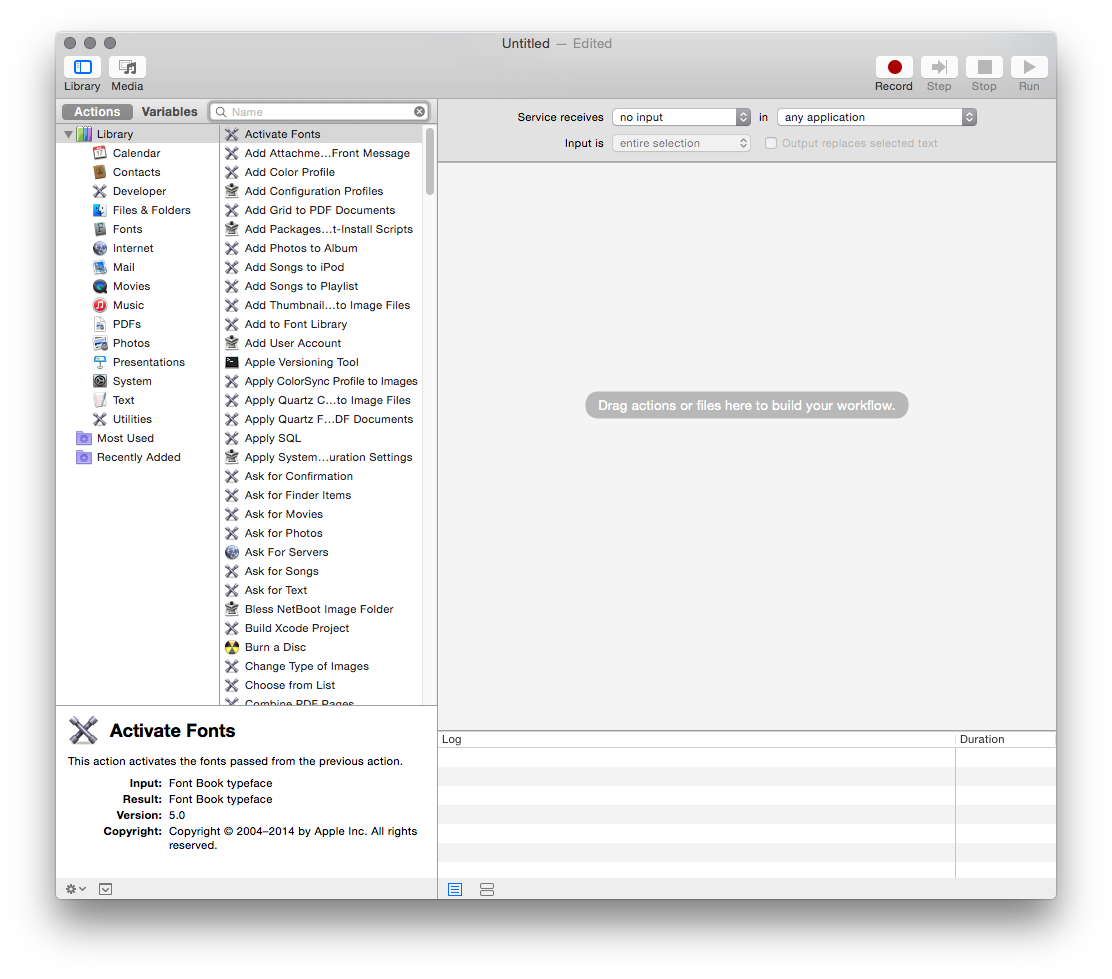 Untitled — Edited
Library
Media
Record
Step
Stop
Run
Actions
Variables
Name
Library
Calendar
17
Contacts
Developer
Files & Folders
Fonts
Internet
Mail
Movies
Music
PDFs
Photos
Presentations
System
Text
Utilities
Most Used
Recently Added
Activate Fonts
Add Attachme…Front Message
Add Color Profile
Add Configuration Profiles
Add Grid to PDF Documents
Add Packages…t-Install Scripts
Add Photos to Album
Add Songs to iPod
Add Songs to Playlist
Add Thumbnail…to Image Files
Add to Font Library
Add User Account
Apple Versioning Tool
Apply ColorSync Profile to Images
Apply Quartz C…to Image Files
Apply Quartz F…DF Documents
Apply SQL
Apply System…uration Settings
Ask for Confirmation
Ask for Finder Items
Ask for Movies
Ask for Photos
Ask For Servers
Ask for Songs
Ask for Text
Bless NetBoot Image Folder
Build Xcode Project
Burn a Disc
Change Type of Images
Choose from List
Combine PDF Pages
Service receives no input in any application
Input is entire selection Output replaces selected text
Drag actions or files here to build your workflow.
Activate Fonts
This action activates the fonts passed from the previous action.
Input: Font Book typeface
Result: Font Book typeface
Version: 5.0
Copyright: Copyright © 2004–2014 by Apple Inc. All rights
reserved.
Log
Duration